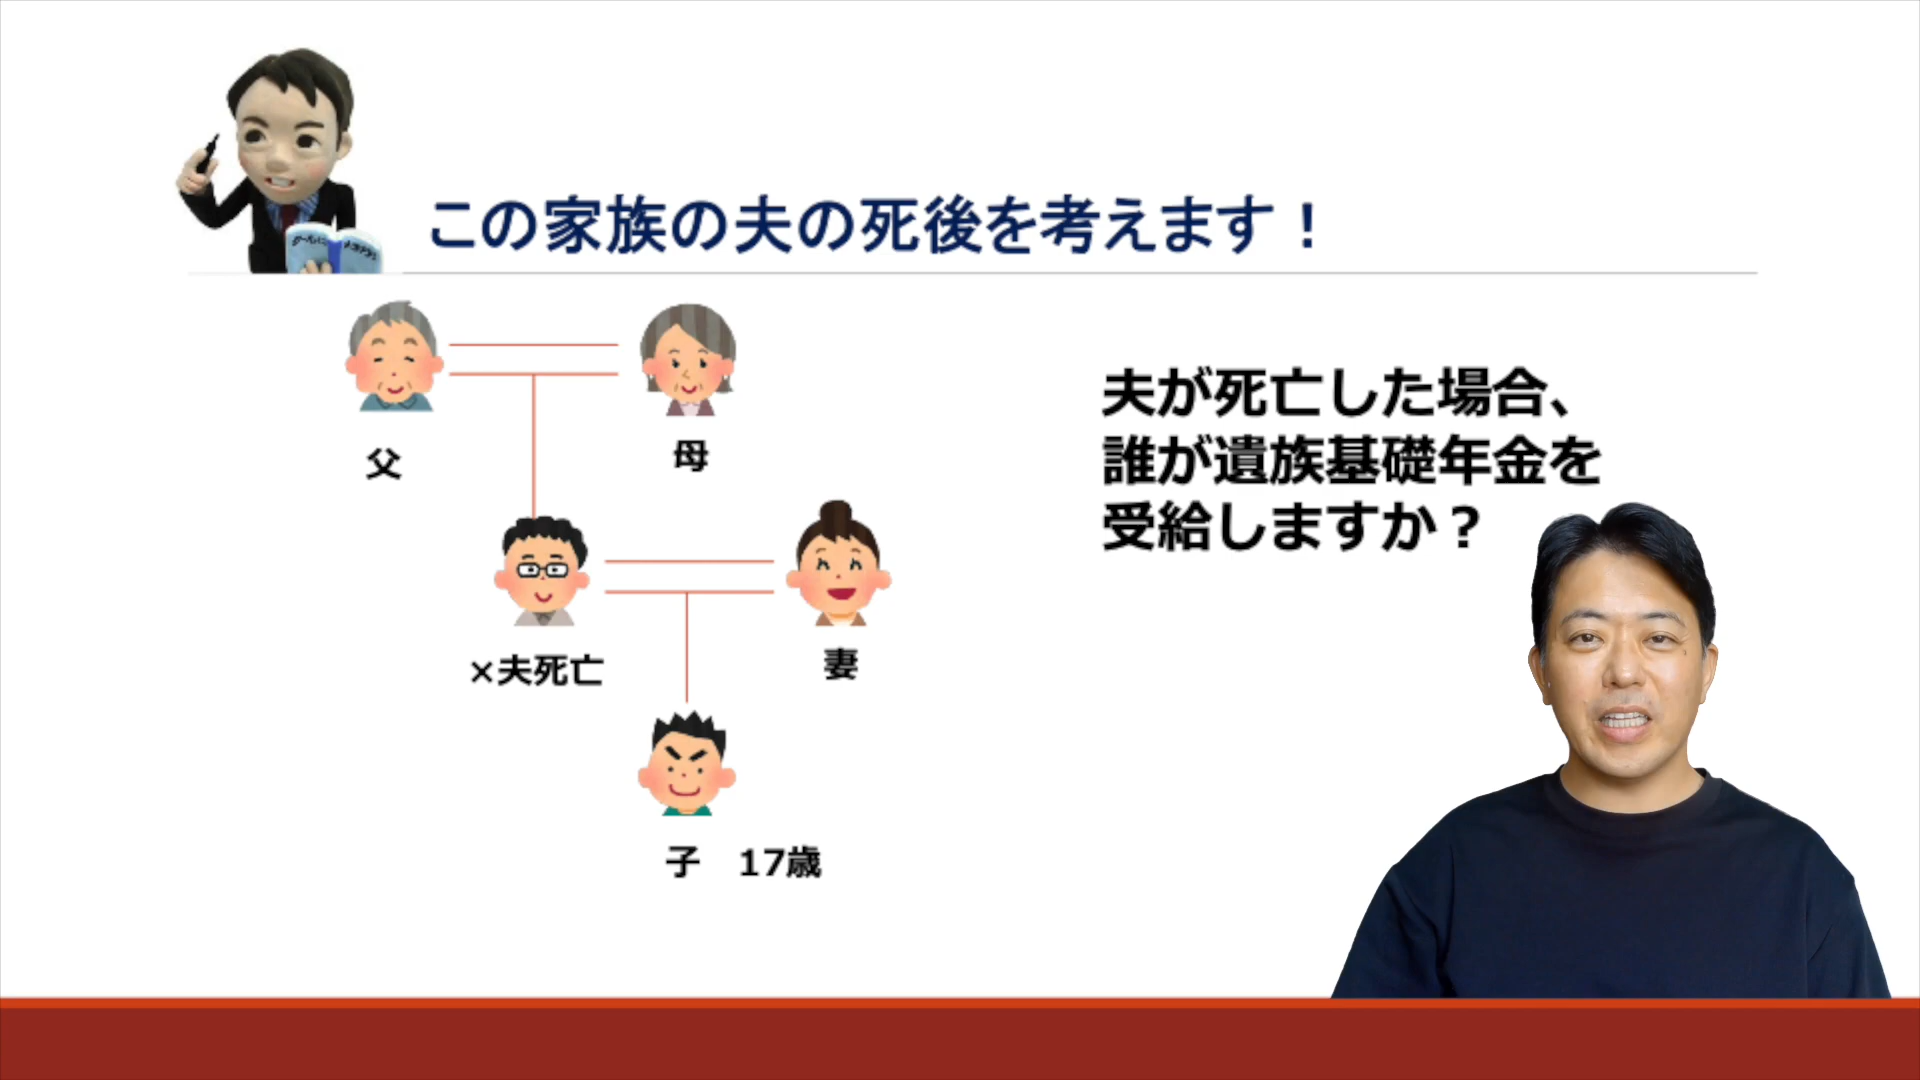 この家族の夫の死後を考えます！
父
母
夫が死亡した場合、
誰が遺族基礎年金を
受給しますか？
×夫死亡
妻
子　17歳